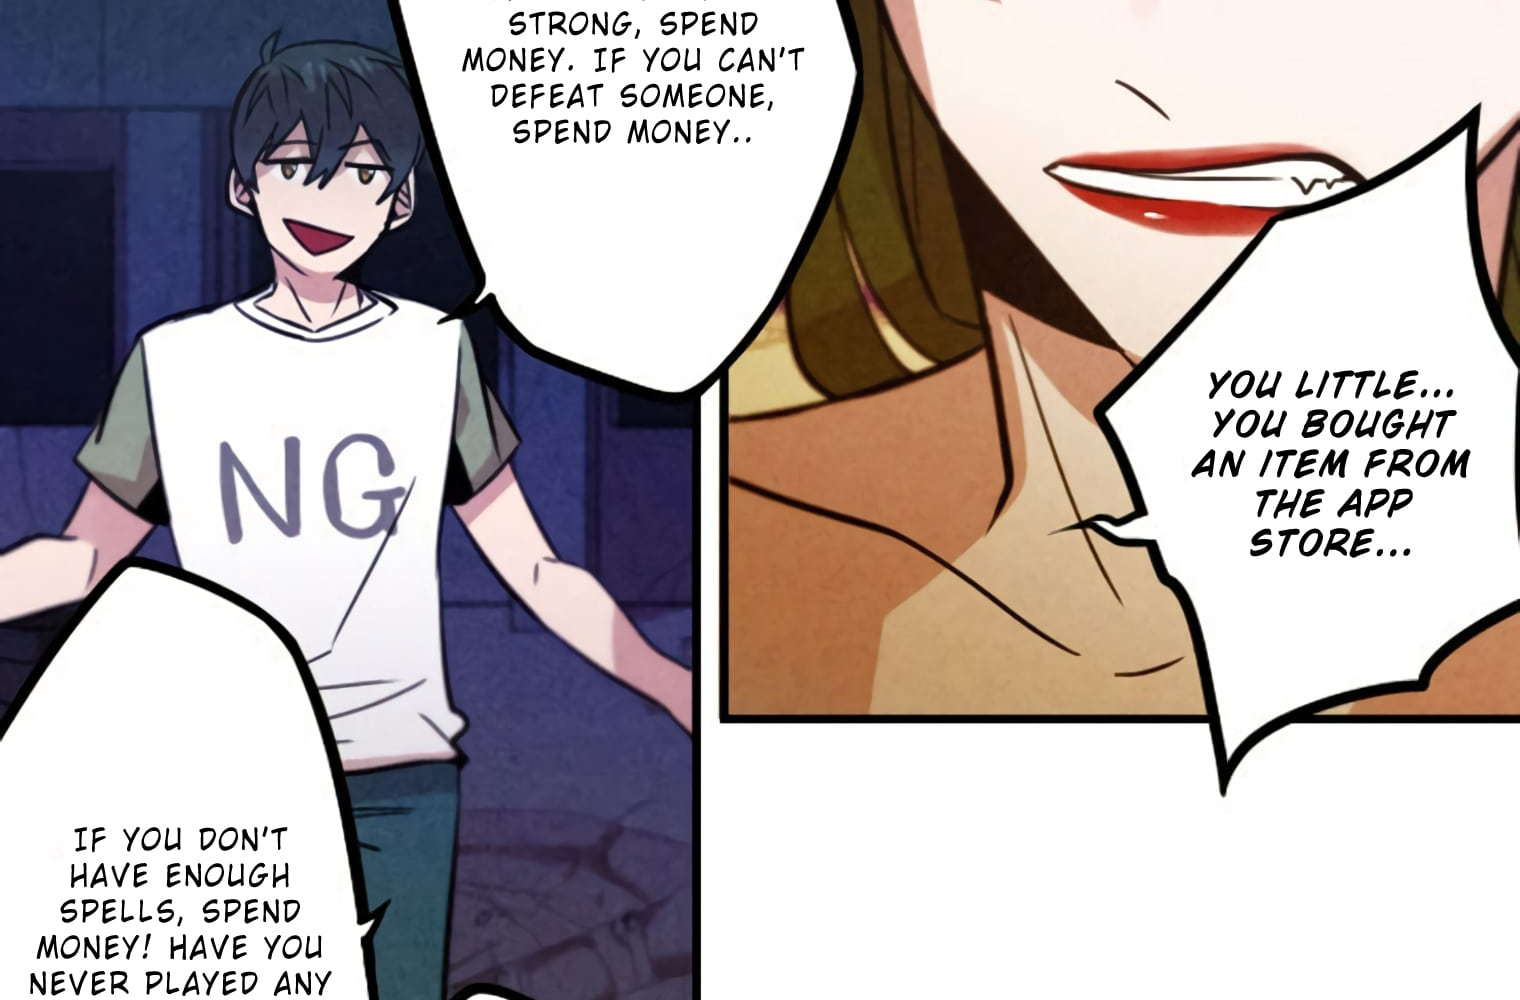 STRONG, SPEND
MONEY. IF YOU CAN'T
DEFEAT SOMEONE,
SPEND MONEY..
NG
YOU LITTLE...
YOU BOUGHT
AN ITEM FROM
THE APP
STORE...
IF YOU DON'T
HAVE ENOUGH
SPELLS, SPEND
MONEY! HAVE YOU
NEVER PLAYED ANY